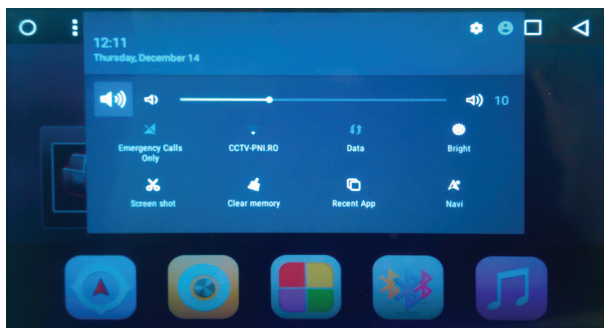 12:11
Thursday, December 14
10
Emergency Calls
Only
CCTV-PNI.RO
Data
Bright
Screen shot
Clear memory
Recent App
Navi